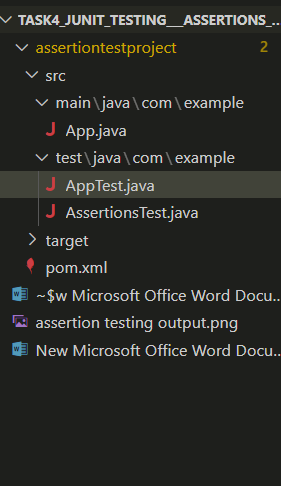 TASK4_JUNIT_TESTING___ASSERTIONS_...
assertiontestproject 2
src
main\java\com\example
App.java
test\java\com\example
AppTest.java
AssertionsTest.java
target
pom.xml
~$w Microsoft Office Word Docu...
assertion testing output.png
New Microsoft Office Word Docu...